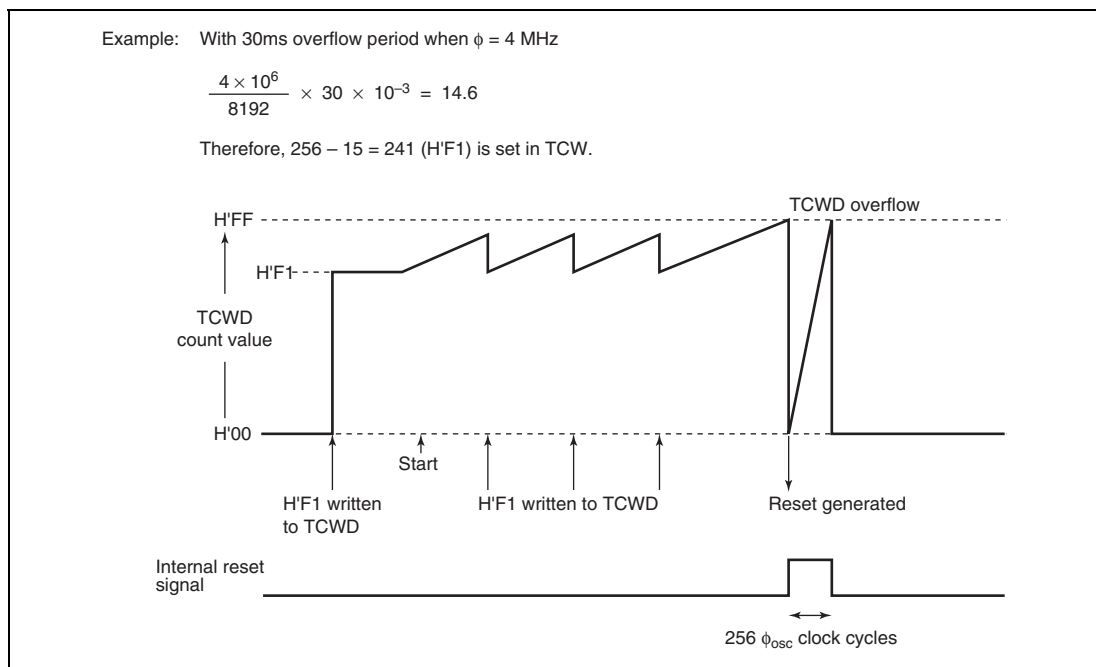 Example: With 30ms overflow period when ϕ = 4 MHz
4 × 10⁶ / 8192 × 30 × 10⁻³ = 14.6
Therefore, 256 – 15 = 241 (H'F1) is set in TCW.
TCWD overflow
H'FF
H'F1
TCWD
count value
H'00
Start
H'F1 written
to TCWD
H'F1 written to TCWD
Reset generated
Internal reset
signal
256 ϕosc clock cycles